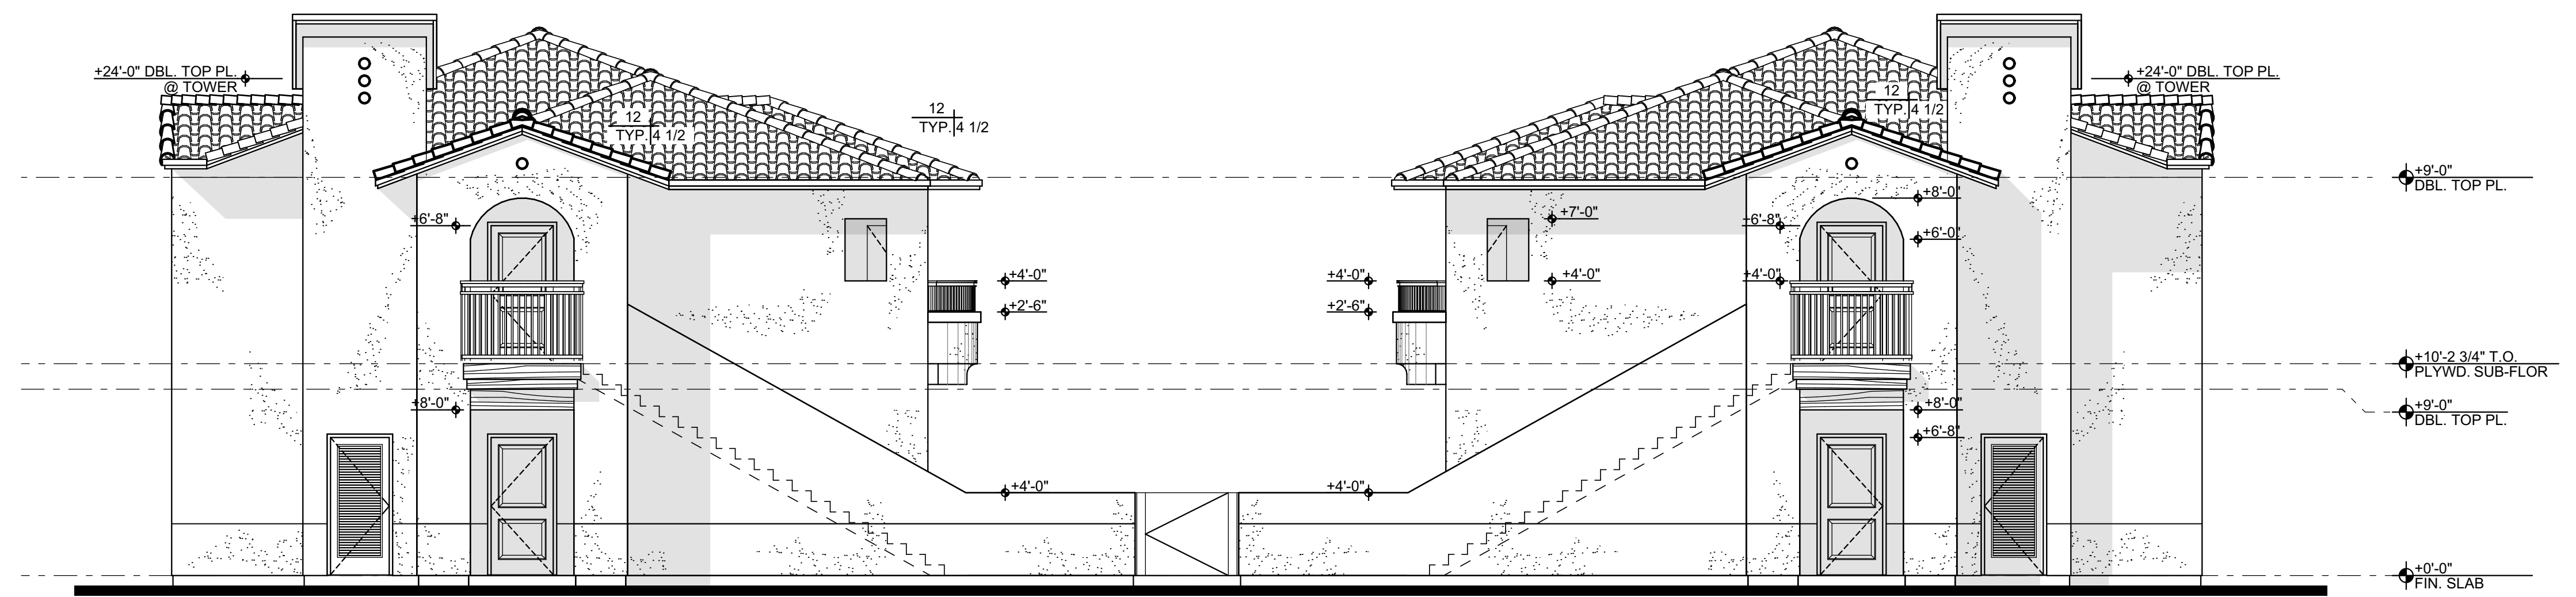 +24'-0" DBL. TOP PL.
@ TOWER
12
TYP. 4 1/2
12
TYP. 4 1/2
12
TYP. 4 1/2
+24'-0" DBL. TOP PL.
@ TOWER
+9'-0"
DBL. TOP PL.
+6'-8"
+7'-0"
+6'-8"
+8'-0"
+6'-0"
+4'-0"
+4'-0"
+4'-0"
+4'-0"
+2'-6"
+2'-6"
+10'-2 3/4" T.O.
PLYWD. SUB-FLOR
+8'-0"
+8'-0"
+9'-0"
DBL. TOP PL.
+6'-8"
+4'-0"
+4'-0"
+0'-0"
FIN. SLAB